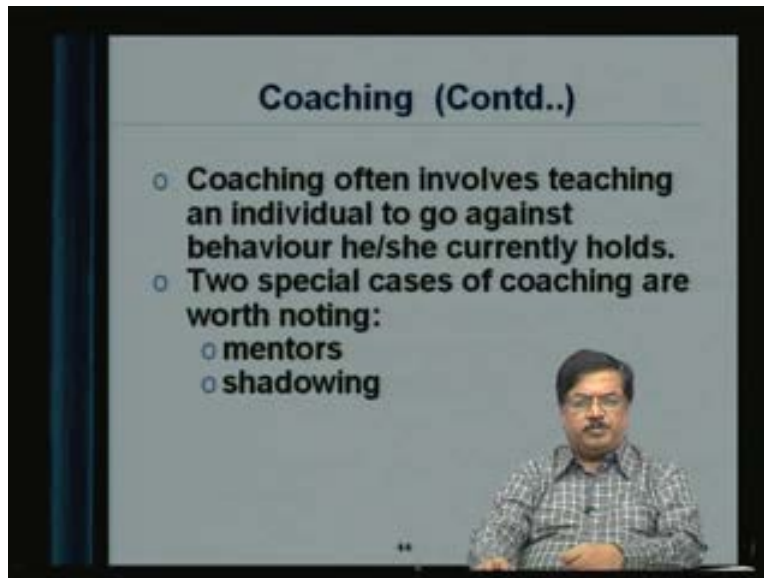 Coaching (Contd..)
o Coaching often involves teaching
an individual to go against
behaviour he/she currently holds.
o Two special cases of coaching are
worth noting:
o mentors
o shadowing